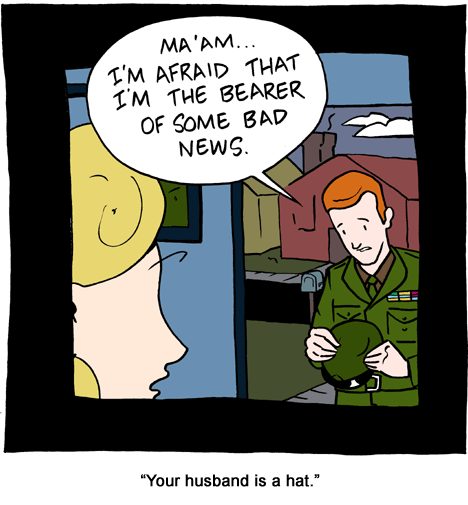 MA'AM...
I'M AFRAID THAT
I'M THE BEARER
OF SOME BAD
NEWS.
“Your husband is a hat.”